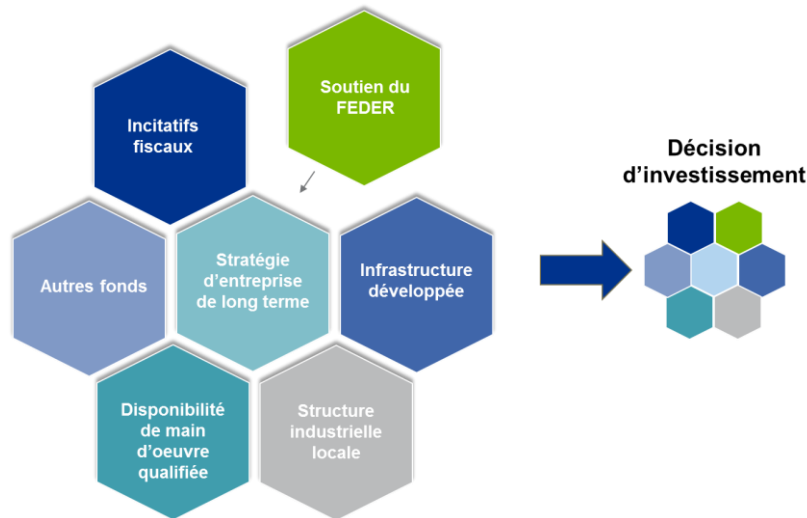 Soutien du
FEDER
Incitatifs
fiscaux
Décision
d'investissement
Autres fonds
Stratégie
d'entreprise
de long terme
Infrastructure
développée
Disponibilité
de main
d'oeuvre
qualifiée
Structure
industrielle
locale